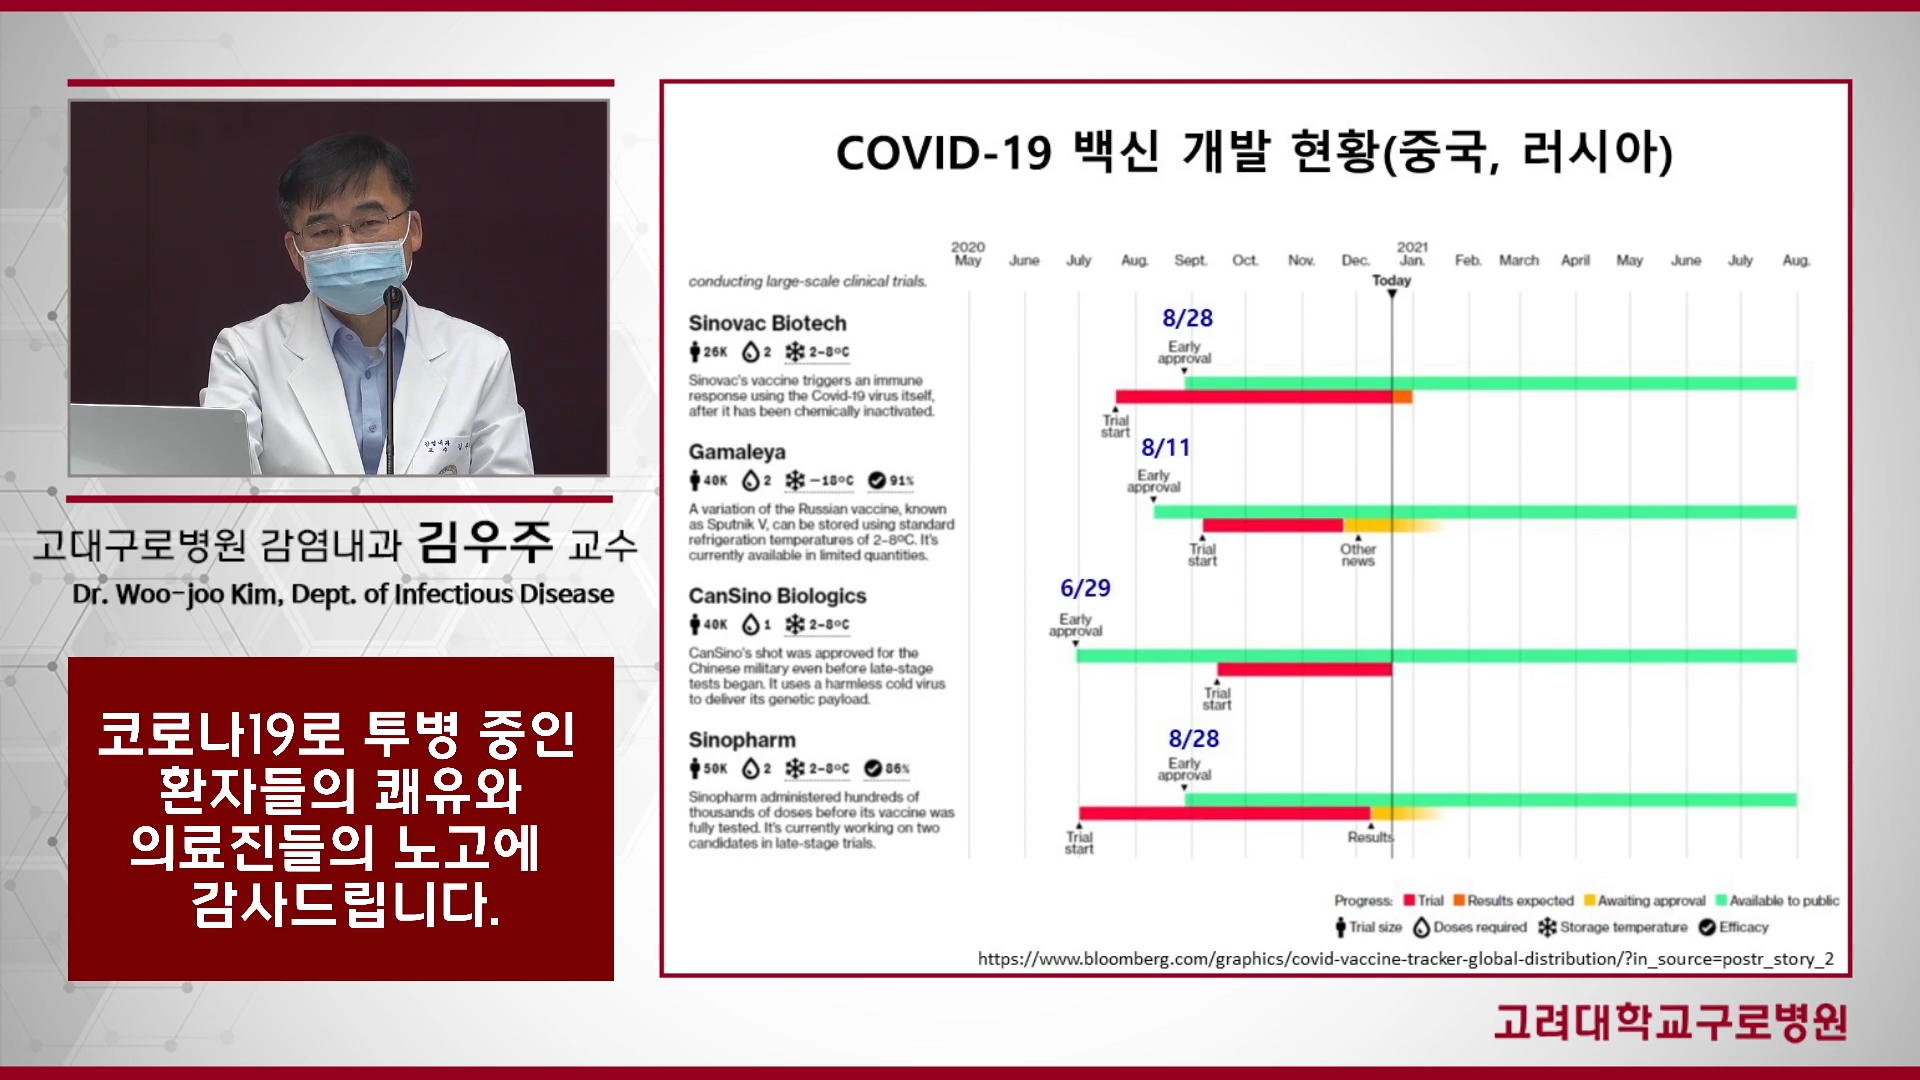 COVID-19 백신 개발 현황(중국, 러시아)
2020
May June July Aug. Sept. Oct. Nov. Dec. 2021 Jan. Feb. March April May June July Aug.
Today
conducting large-scale clinical trials.
Sinovac Biotech
26K 2 2–8ºC
Sinovac's vaccine triggers an immune
response using the Covid-19 virus itself,
after it has been chemically inactivated.
8/28
Early
approval
Trial
start
Gamaleya
40K 2 –18ºC 91%
A variation of the Russian vaccine, known
as Sputnik V, can be stored using standard
refrigeration temperatures of 2–8ºC. It's
currently available in limited quantities.
8/11
Early
approval
Trial
start
Other
news
CanSino Biologics
40K 1 2–8ºC
CanSino's shot was approved for the
Chinese military even before late-stage
tests began. It uses a harmless cold virus
to deliver its genetic payload.
6/29
Early
approval
Trial
start
Sinopharm
50K 2 2–8ºC 86%
Sinopharm administered hundreds of
thousands of doses before its vaccine was
fully tested. It's currently working on two
candidates in late-stage trials.
8/28
Early
approval
Trial
start
Results
Progress: Trial Results expected Awaiting approval Available to public
Trial size Doses required Storage temperature Efficacy
https://www.bloomberg.com/graphics/covid-vaccine-tracker-global-distribution/?in_source=postr_story_2
고대구로병원 감염내과 김우주 교수
Dr. Woo-joo Kim, Dept. of Infectious Disease
코로나19로 투병 중인
환자들의 쾌유와
의료진들의 노고에
감사드립니다.
고려대학교구로병원